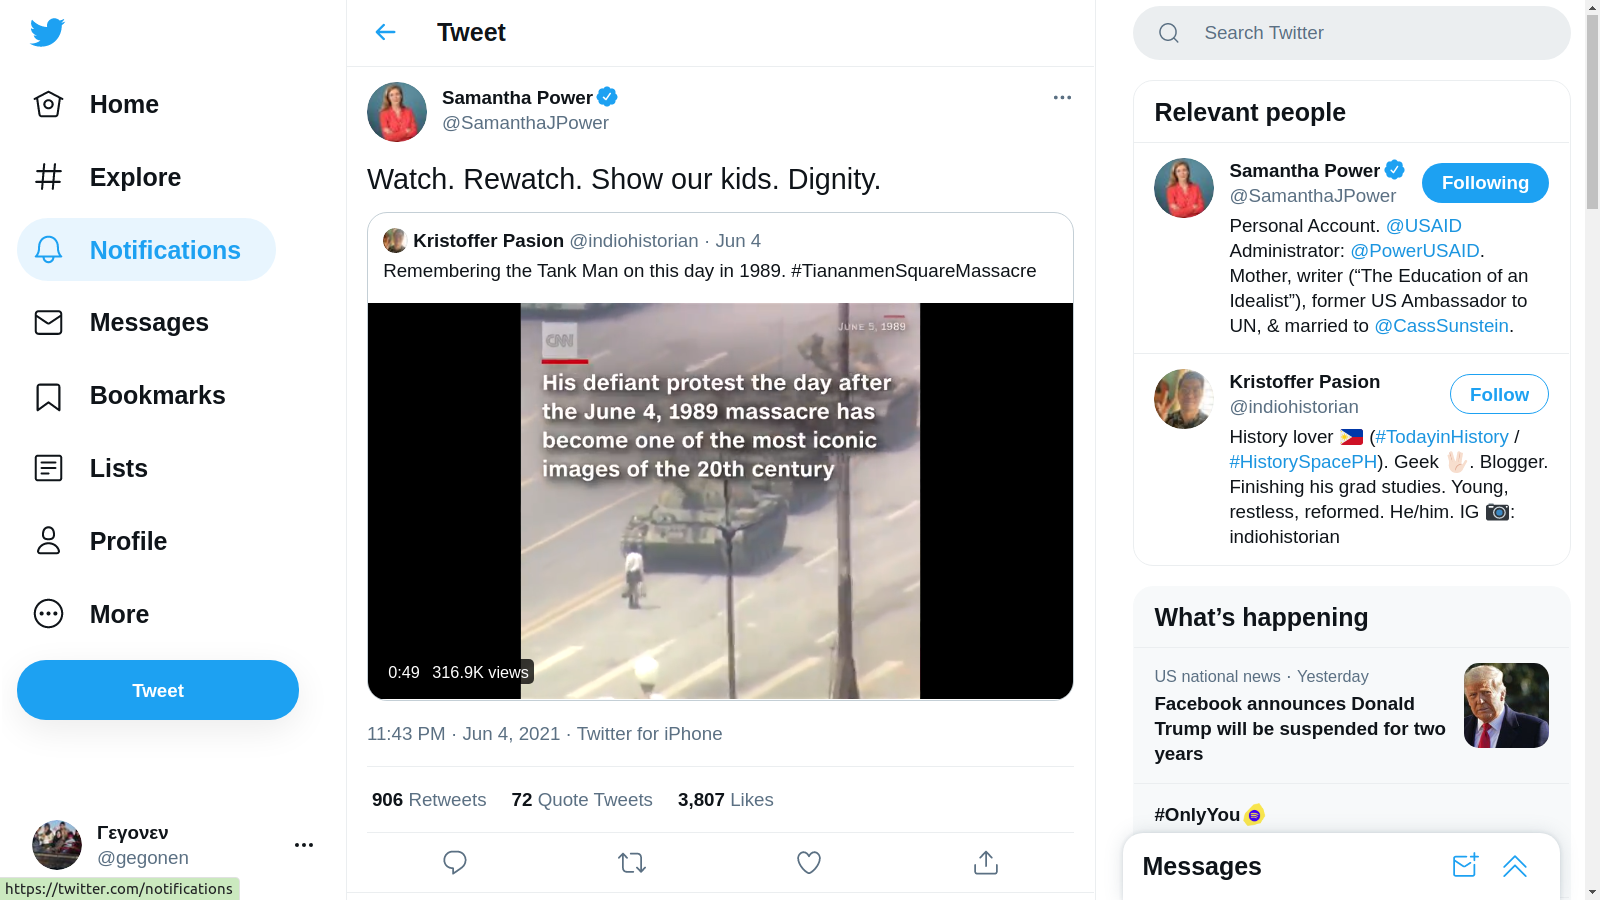 Home
Explore
Notifications
Messages
Bookmarks
Lists
Profile
More
Tweet
Γεγονεν
@gegonen
https://twitter.com/notifications
Tweet
Samantha Power
@SamanthaJPower
Watch. Rewatch. Show our kids. Dignity.
Kristoffer Pasion @indiohistorian · Jun 4
Remembering the Tank Man on this day in 1989. #TiananmenSquareMassacre
JUNE 5, 1989
CNN
His defiant protest the day after
the June 4, 1989 massacre has
become one of the most iconic
images of the 20th century
0:49 316.9K views
11:43 PM · Jun 4, 2021 · Twitter for iPhone
906 Retweets 72 Quote Tweets 3,807 Likes
Search Twitter
Relevant people
Samantha Power
@SamanthaJPower
Following
Personal Account. @USAID
Administrator: @PowerUSAID.
Mother, writer (“The Education of an
Idealist”), former US Ambassador to
UN, & married to @CassSunstein.
Kristoffer Pasion
@indiohistorian
Follow
History lover 🇵🇭 (#TodayinHistory /
#HistorySpacePH). Geek 🖖🏻. Blogger.
Finishing his grad studies. Young,
restless, reformed. He/him. IG 📷:
indiohistorian
What’s happening
US national news · Yesterday
Facebook announces Donald
Trump will be suspended for two
years
#OnlyYou
Messages